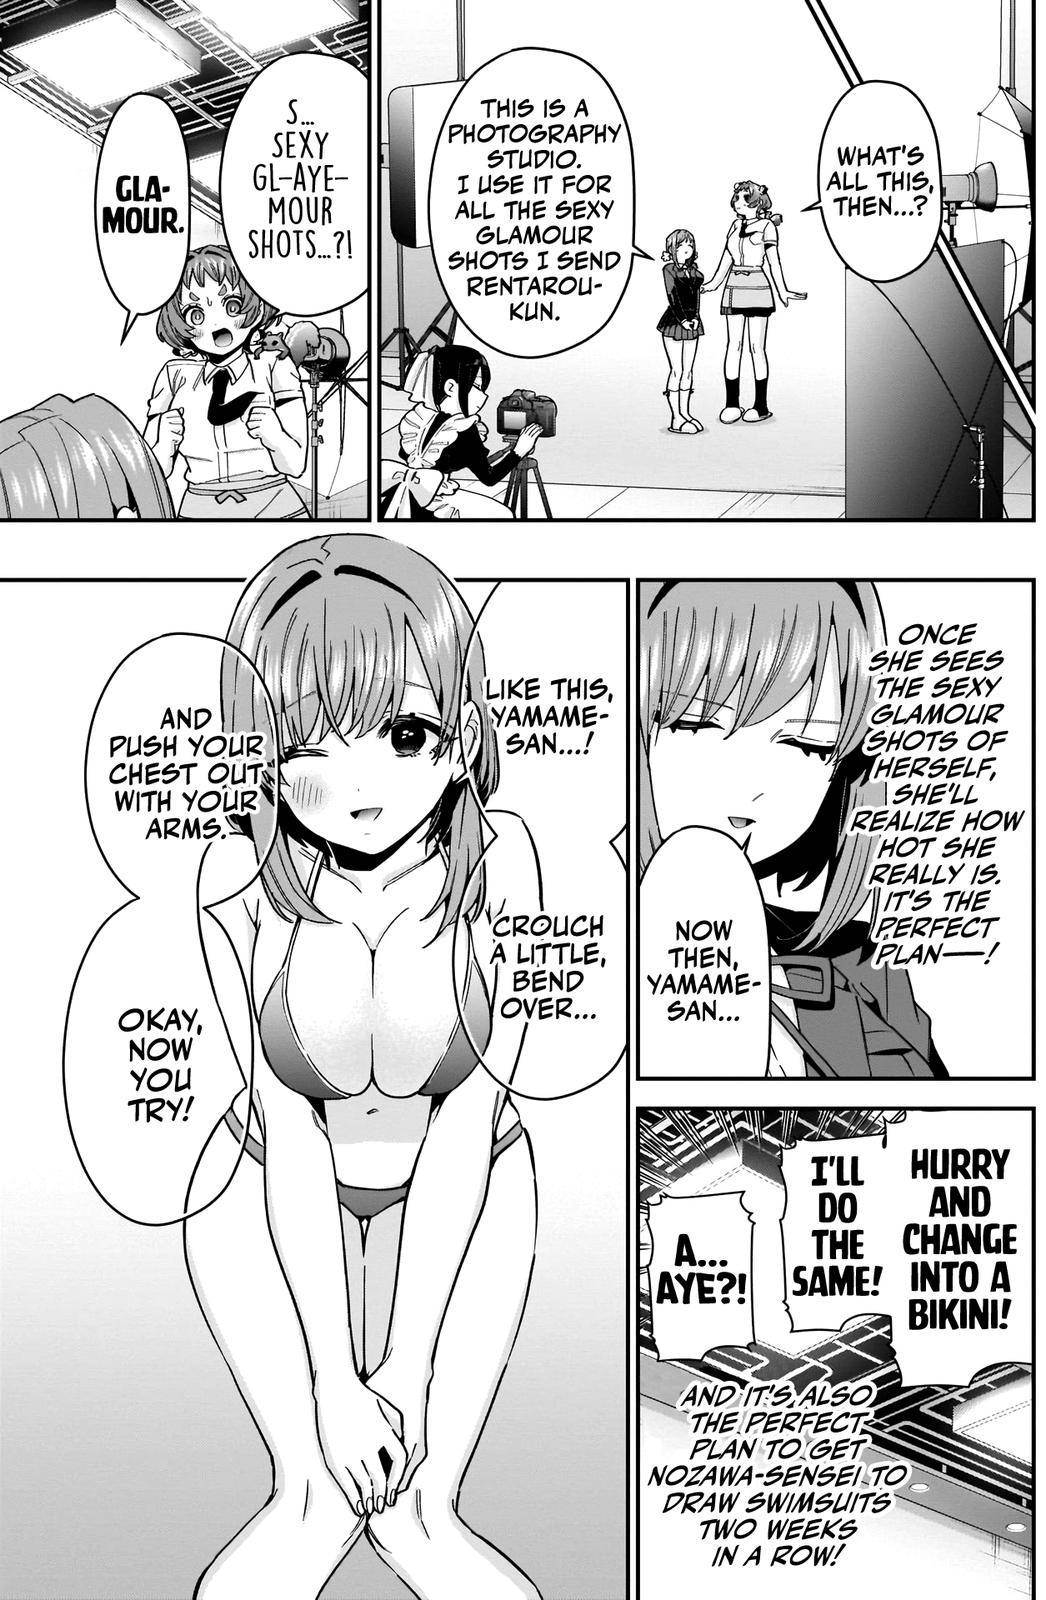 WHAT'S
ALL THIS,
THEN...?
THIS IS A
PHOTOGRAPHY
STUDIO.
I USE IT FOR
ALL THE SEXY
GLAMOUR
SHOTS I SEND
RENTAROU-
KUN.
S...
SEXY
GL-AYE-
MOUR
SHOTS...?!
GLA-
MOUR.
ONCE
SHE SEES
THE SEXY
GLAMOUR
SHOTS OF
HERSELF,
SHE'LL
REALIZE HOW
HOT SHE
REALLY IS.
IT'S THE
PERFECT
PLAN—!
NOW
THEN,
YAMAME-
SAN...
HURRY
AND
CHANGE
INTO A
BIKINI!
I'LL
DO
THE
SAME!
A...
AYE?!
AND IT'S ALSO
THE PERFECT
PLAN TO GET
NOZAWA-SENSEI TO
DRAW SWIMSUITS
TWO WEEKS
IN A ROW!
LIKE THIS,
YAMAME-
SAN...!
CROUCH
A LITTLE,
BEND
OVER...
AND
PUSH YOUR
CHEST OUT
WITH YOUR
ARMS.
OKAY,
NOW
YOU
TRY!